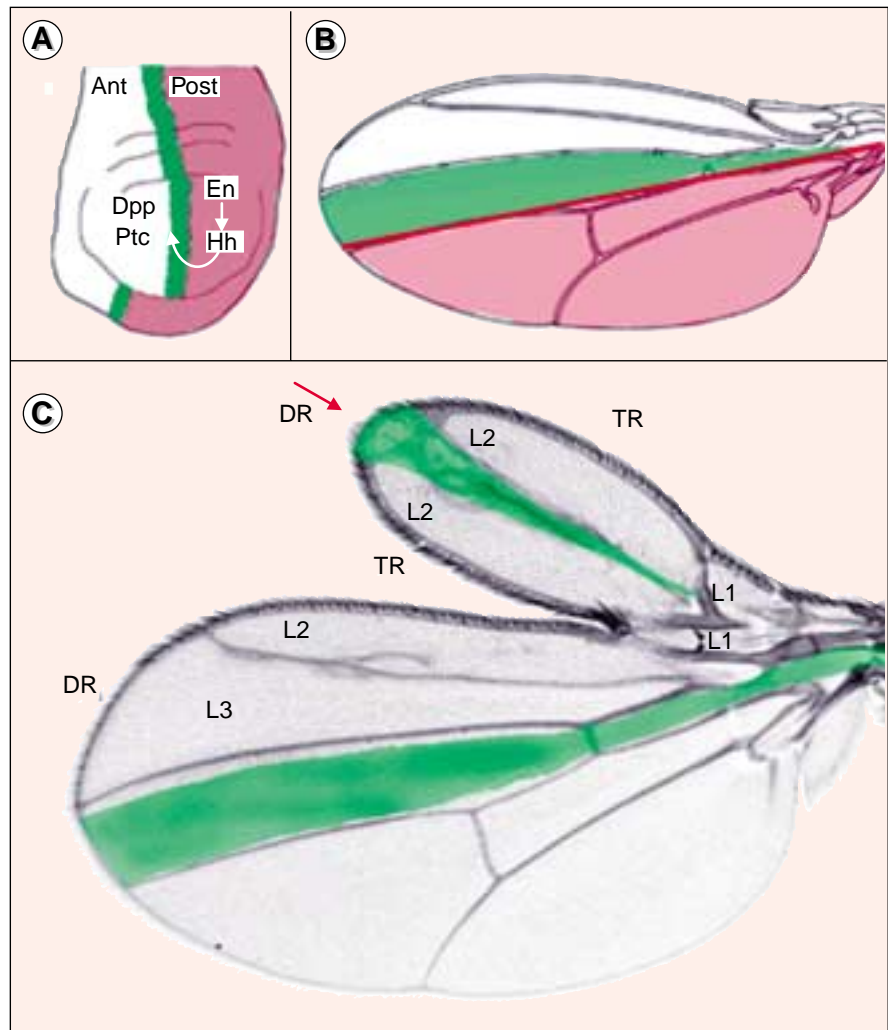 A
Ant Post
En
Dpp
Ptc Hh
B
C
DR TR
L2
L2
TR
L1
L2 L1
DR
L3